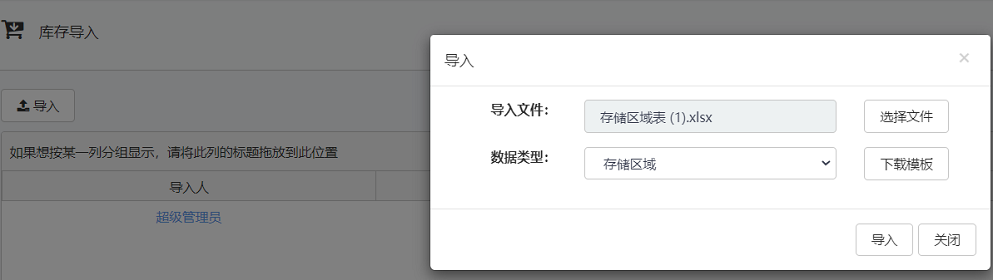 库存导入
导入
如果想按某一列分组显示，请将此列的标题拖放到此位置
导入人
超级管理员
导入
×
导入文件：
存储区域表 (1).xlsx
选择文件
数据类型：
存储区域
下载模板
导入
关闭